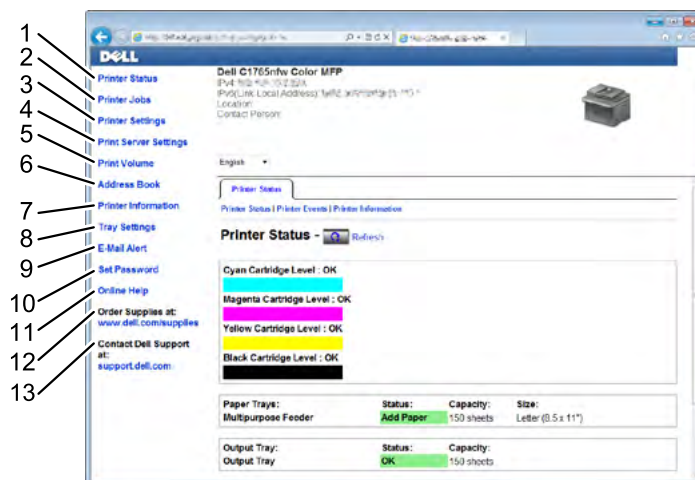 DELL
1
2
3
4
5
6
7
8
9
10
11
12
13
Printer Status
Printer Jobs
Printer Settings
Print Server Settings
Print Volume
Address Book
Printer Information
Tray Settings
E-Mail Alert
Set Password
Online Help
Order Supplies at:
www.dell.com/supplies
Contact Dell Support
at:
support.dell.com
Dell C1765nfw Color MFP
IPv4:
IPv6(Link Local Address):
Location:
Contact Person:
English
Printer Status
Printer Status | Printer Events | Printer Information
Printer Status - Refresh
Cyan Cartridge Level : OK
Magenta Cartridge Level : OK
Yellow Cartridge Level : OK
Black Cartridge Level : OK
Paper Trays: Status: Capacity: Size:
Multipurpose Feeder Add Paper 150 sheets Letter (8.5 x 11")
Output Tray: Status: Capacity:
Output Tray OK 150 sheets